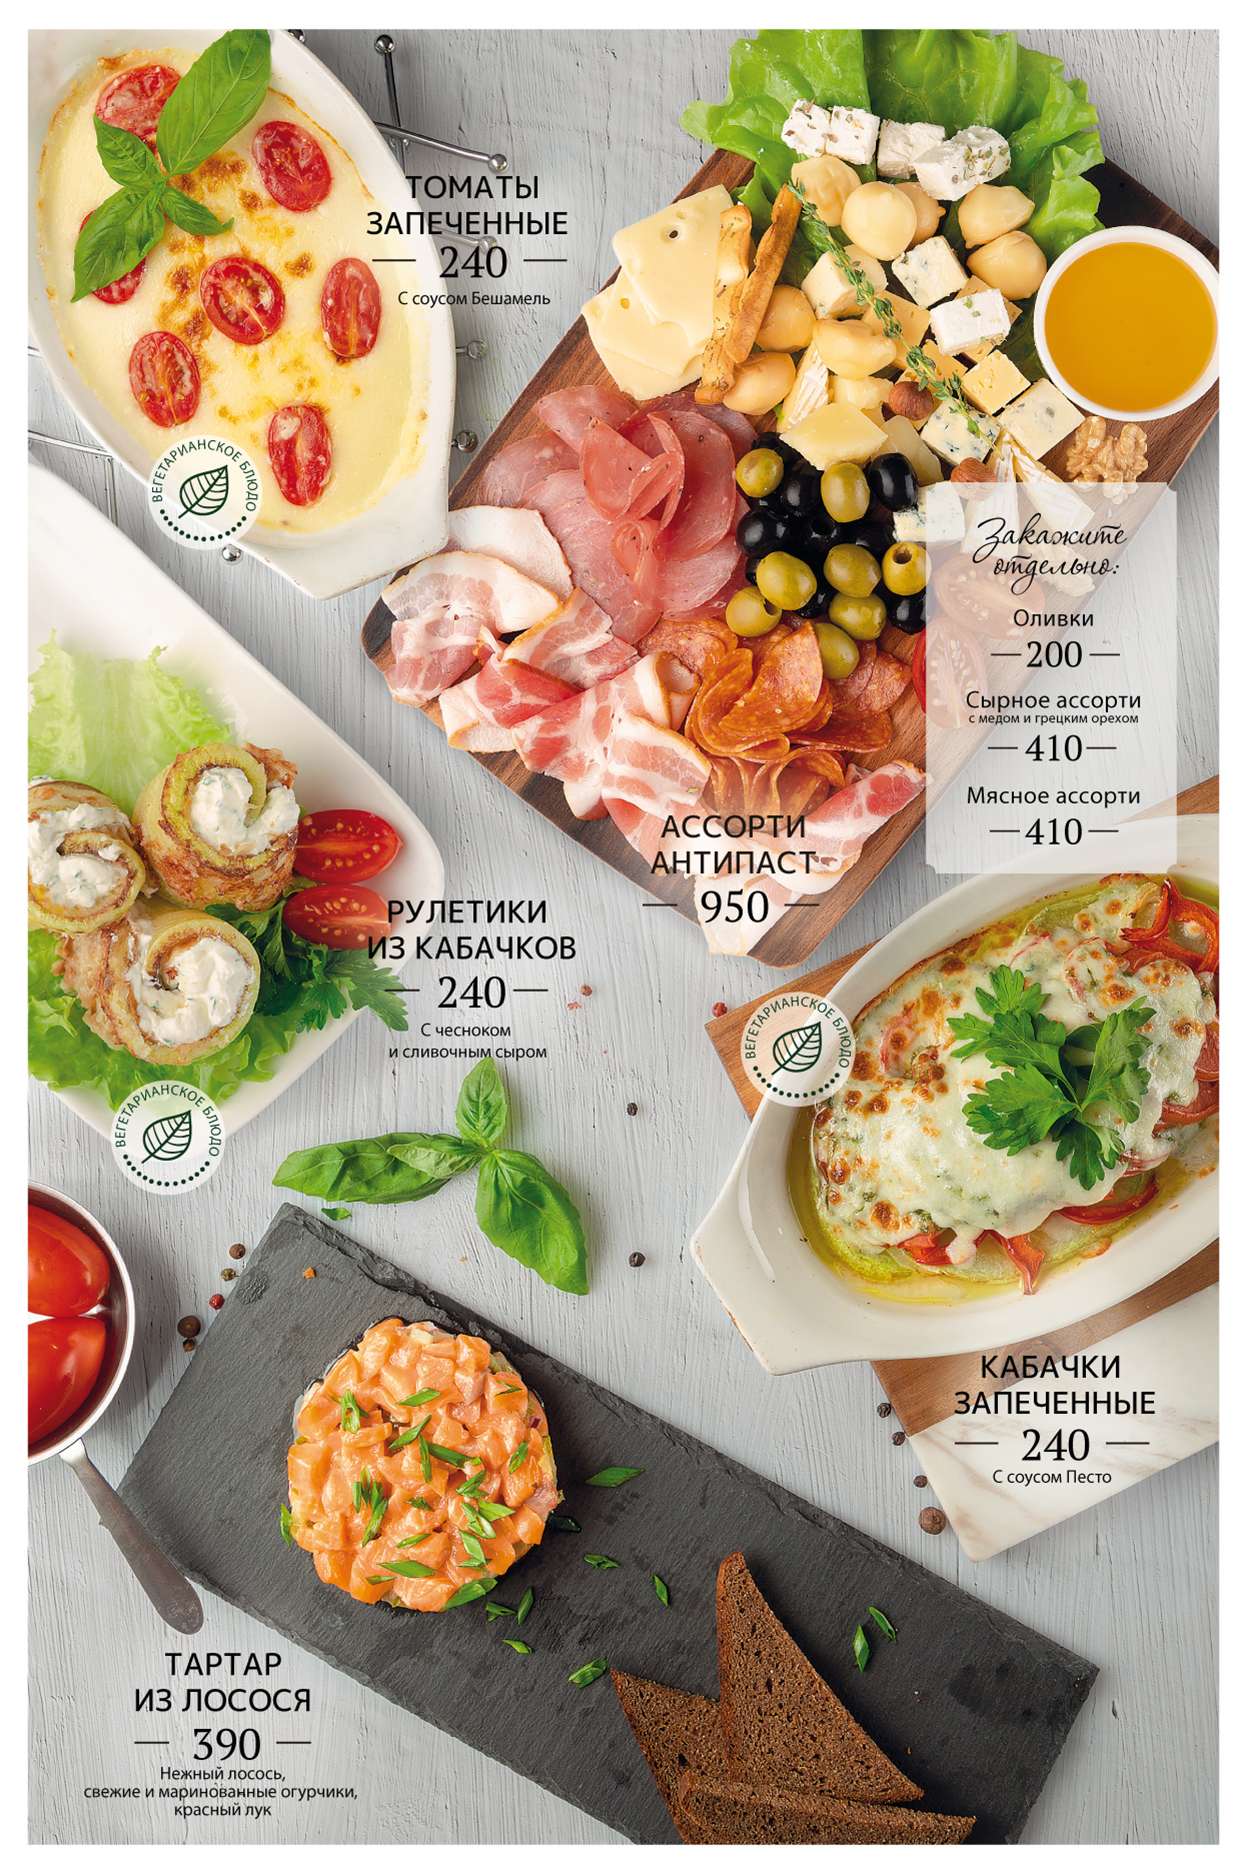 ТОМАТЫ
ЗАПЕЧЕННЫЕ
240
С соусом Бешамель
ВЕГЕТАРИАНСКОЕ БЛЮДО
Закажите
отдельно:
Оливки
200
Сырное ассорти
с медом и грецким орехом
410
Мясное ассорти
410
АССОРТИ
АНТИПАСТ
950
РУЛЕТИКИ
ИЗ КАБАЧКОВ
240
С чесноком
и сливочным сыром
ВЕГЕТАРИАНСКОЕ БЛЮДО
ВЕГЕТАРИАНСКОЕ БЛЮДО
КАБАЧКИ
ЗАПЕЧЕННЫЕ
240
С соусом Песто
ТАРТАР
ИЗ ЛОСОСЯ
390
Нежный лосось,
свежие и маринованные огурчики,
красный лук